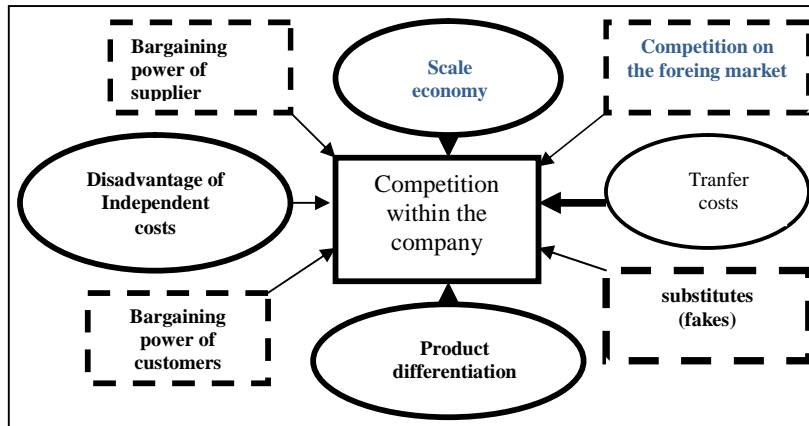 Bargaining
power of
supplier
Scale
economy
Competition on
the foreing market
Disadvantage of
Independent
costs
Competition
within the
company
Tranfer
costs
Bargaining
power of
customers
Product
differentiation
substitutes
(fakes)